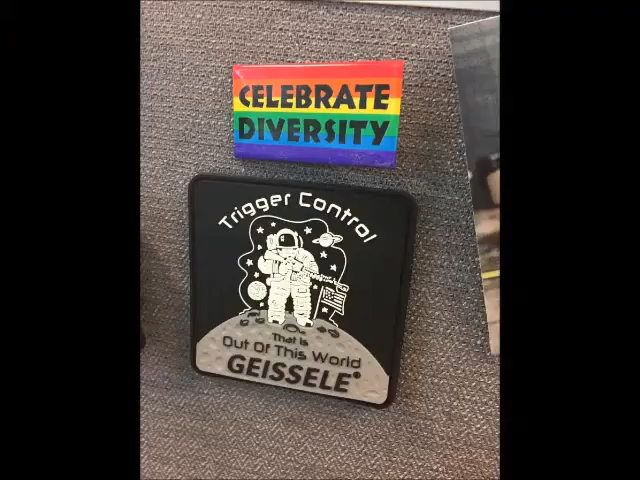 CELEBRATE
DIVERSITY
Trigger Control
That Is
Out Of This World
GEISSELE®